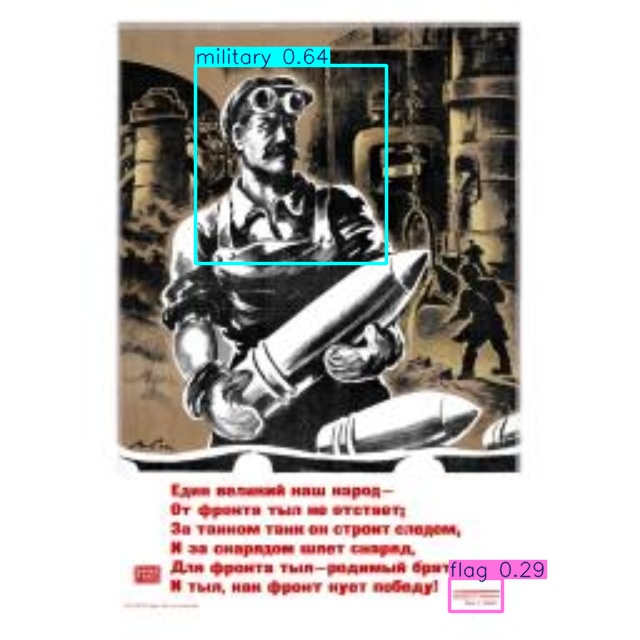 military 0.64
Един великий наш народ—
От фронта тыл не отстает;
За танком танк он строит следом,
И за снарядом шлет снаряд,
Для фронта тыл—родимый брат
flag 0.29
И тыл, как фронт кует победу!